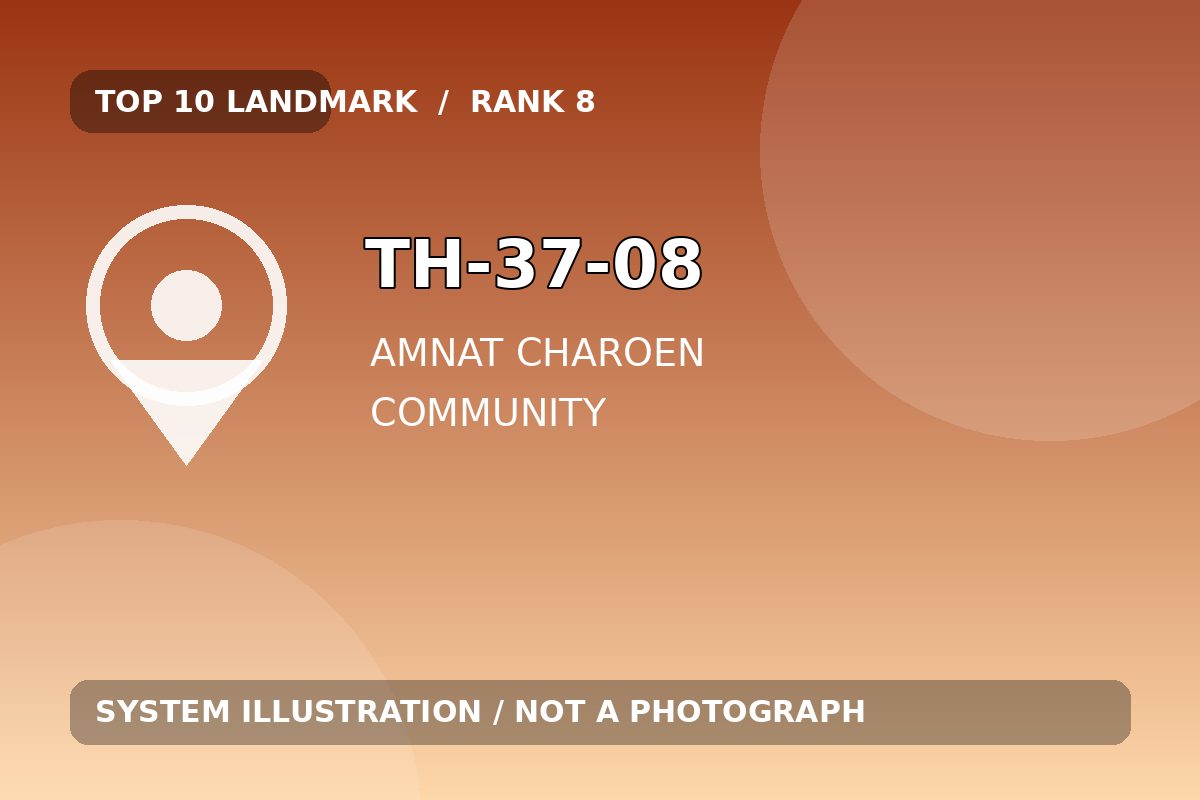 TOP 10 LANDMARK / RANK 8
TH-37-08
AMNAT CHAROEN
COMMUNITY
SYSTEM ILLUSTRATION / NOT A PHOTOGRAPH